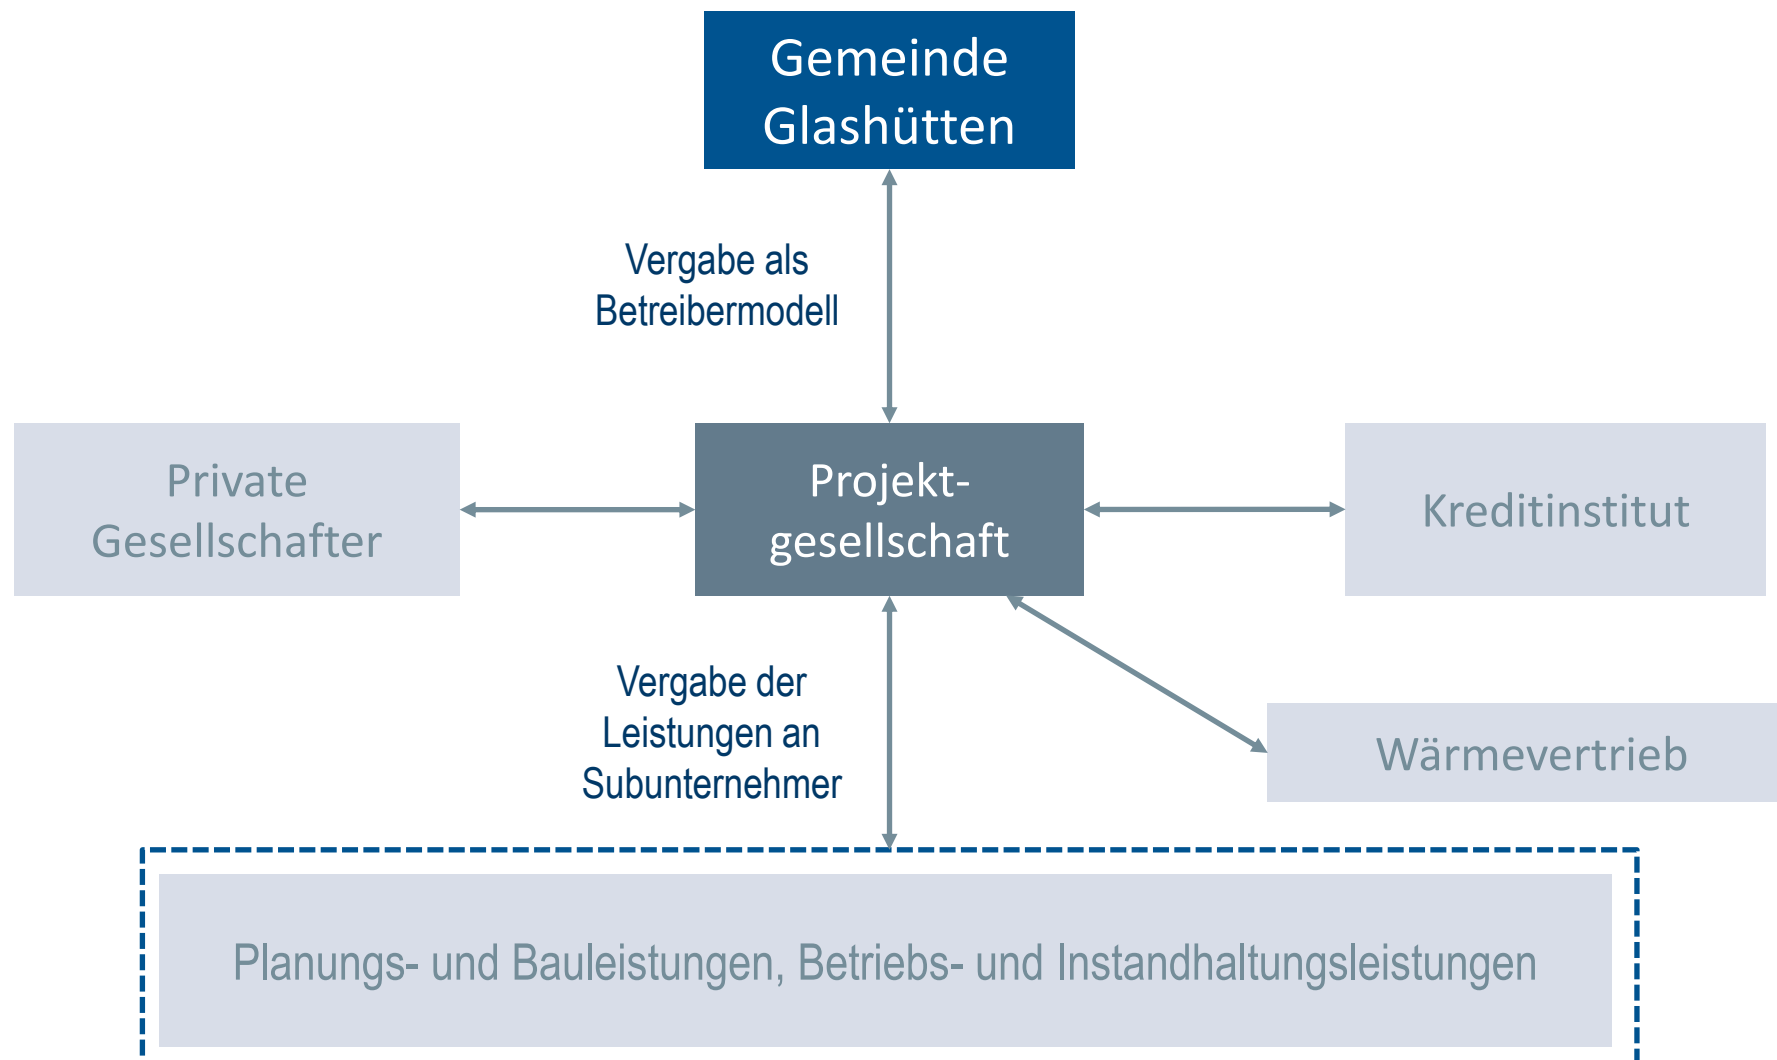 Gemeinde
Glashütten
Vergabe als
Betreibermodell
Private
Gesellschafter
Projekt-
gesellschaft
Kreditinstitut
Vergabe der
Leistungen an
Subunternehmer
Wärmevertrieb
Planungs- und Bauleistungen, Betriebs- und Instandhaltungsleistungen